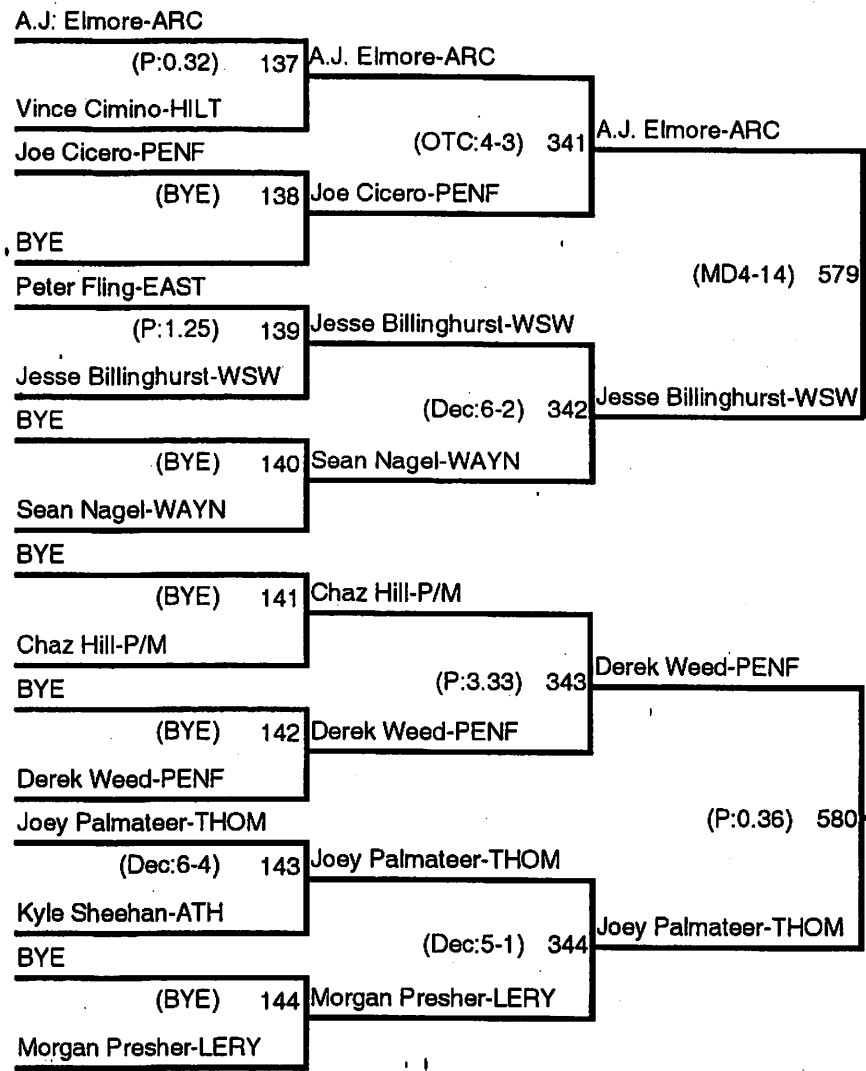 A.J. Elmore-ARC
(P:0.32) 137
A.J. Elmore-ARC
Vince Cimino-HILT
(OTC:4-3) 341
A.J. Elmore-ARC
Joe Cicero-PENF
(BYE) 138
Joe Cicero-PENF
BYE
(MD4-14) 579
Peter Fling-EAST
(P:1.25) 139
Jesse Billinghurst-WSW
Jesse Billinghurst-WSW
(Dec:6-2) 342
Jesse Billinghurst-WSW
BYE
(BYE) 140
Sean Nagel-WAYN
Sean Nagel-WAYN
BYE
(BYE) 141
Chaz Hill-P/M
Chaz Hill-P/M
(P:3.33) 343
Derek Weed-PENF
BYE
(BYE) 142
Derek Weed-PENF
Derek Weed-PENF
(P:0.36) 580
Joey Palmateer-THOM
(Dec:6-4) 143
Joey Palmateer-THOM
Kyle Sheehan-ATH
(Dec:5-1) 344
Joey Palmateer-THOM
BYE
(BYE) 144
Morgan Presher-LERY
Morgan Presher-LERY